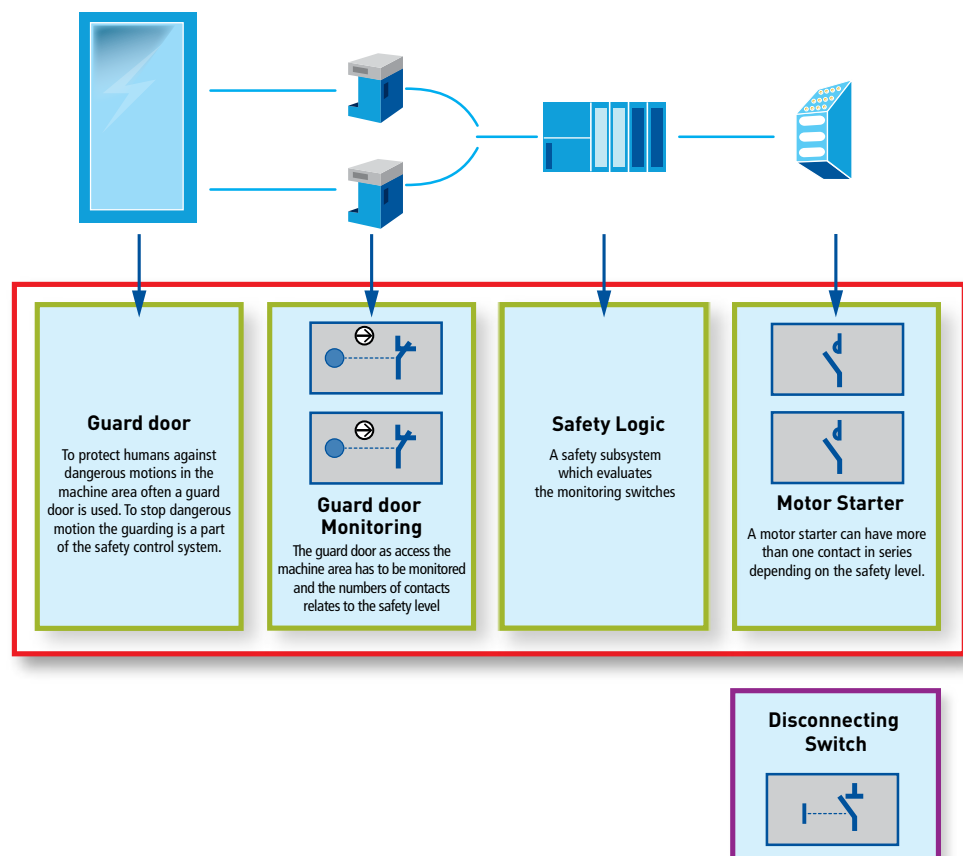 Guard door
To protect humans against
dangerous motions in the
machine area often a guard
door is used. To stop dangerous
motion the guarding is a part
of the safety control system.
Guard door
Monitoring
The guard door as access the
machine area has to be monitored
and the numbers of contacts
relates to the safety level
Safety Logic
A safety subsystem
which evaluates
the monitoring switches
Motor Starter
A motor starter can have more
than one contact in series
depending on the safety level.
Disconnecting
Switch